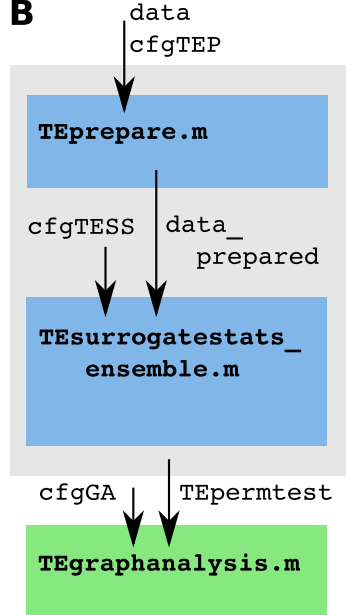 B
data
cfgTEP
TEprepare.m
cfgTESS
data_
prepared
TEsurrogatestats_
ensemble.m
cfgGA
TEpermtest
TEgraphanalysis.m